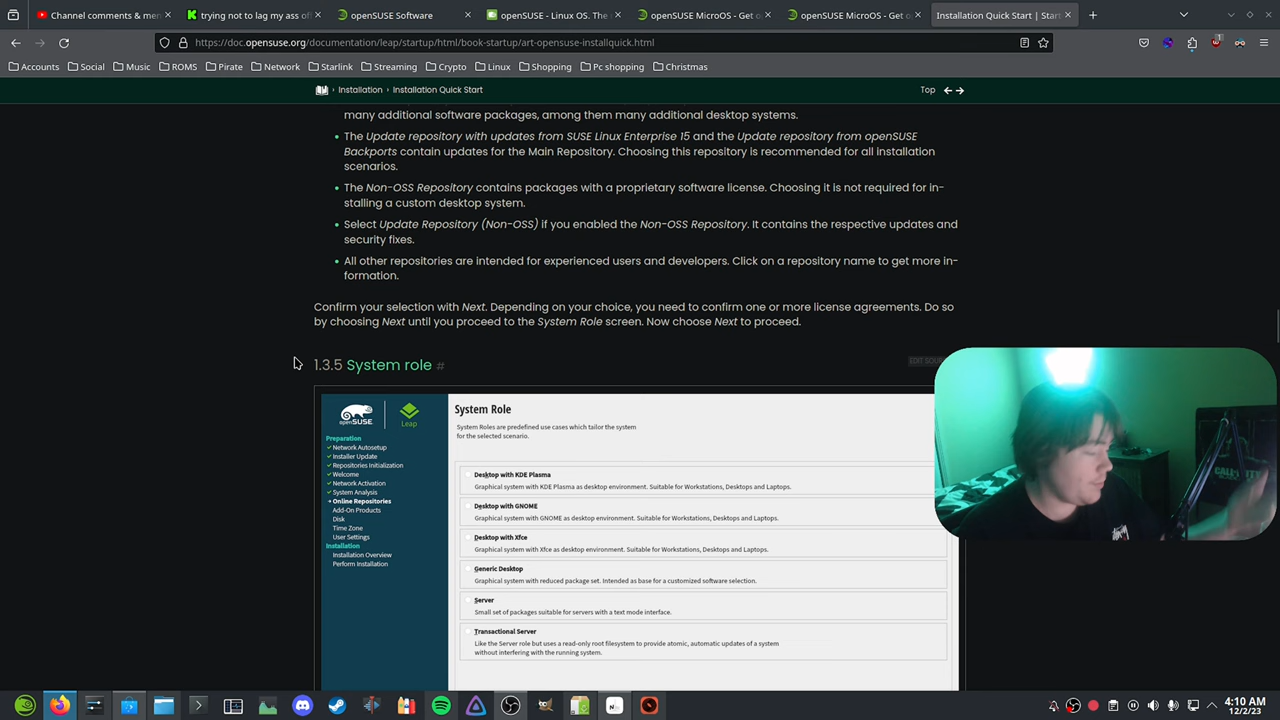 Channel comments & men
trying not to lag my ass off
openSUSE Software
openSUSE - Linux OS. The
openSUSE MicroOS - Get o
openSUSE MicroOS - Get o
Installation Quick Start | Start
https://doc.opensuse.org/documentation/leap/startup/html/book-startup/art-opensuse-installquick.html
Accounts Social Music ROMS Pirate Network Starlink Streaming Crypto Linux Shopping Pc shopping Christmas
Installation › Installation Quick Start Top
many additional software packages, among them many additional desktop systems.
• The Update repository with updates from SUSE Linux Enterprise 15 and the Update repository from openSUSE
Backports contain updates for the Main Repository. Choosing this repository is recommended for all installation
scenarios.
• The Non-OSS Repository contains packages with a proprietary software license. Choosing it is not required for in-
stalling a custom desktop system.
• Select Update Repository (Non-OSS) if you enabled the Non-OSS Repository. It contains the respective updates and
security fixes.
• All other repositories are intended for experienced users and developers. Click on a repository name to get more in-
formation.
Confirm your selection with Next. Depending on your choice, you need to confirm one or more license agreements. Do so
by choosing Next until you proceed to the System Role screen. Now choose Next to proceed.
1.3.5 System role #
EDIT SOU
openSUSE
Leap
Preparation
Network Autosetup
Installer Update
Repositories Initialization
Welcome
Network Activation
System Analysis
Online Repositories
Add-On Products
Disk
Time Zone
User Settings
Installation
Installation Overview
Perform Installation
System Role
System Roles are predefined use cases which tailor the system
for the selected scenario.
Desktop with KDE Plasma
Graphical system with KDE Plasma as desktop environment. Suitable for Workstations, Desktops and Laptops.
Desktop with GNOME
Graphical system with GNOME as desktop environment. Suitable for Workstations, Desktops and Laptops.
Desktop with Xfce
Graphical system with Xfce as desktop environment. Suitable for Workstations, Desktops and Laptops.
Generic Desktop
Graphical system with reduced package set. Intended as base for a customized software selection.
Server
Small set of packages suitable for servers with a text mode interface.
Transactional Server
Like the Server role but uses a read-only root filesystem to provide atomic, automatic updates of a system
without interfering with the running system.
4:10 AM
12/2/23